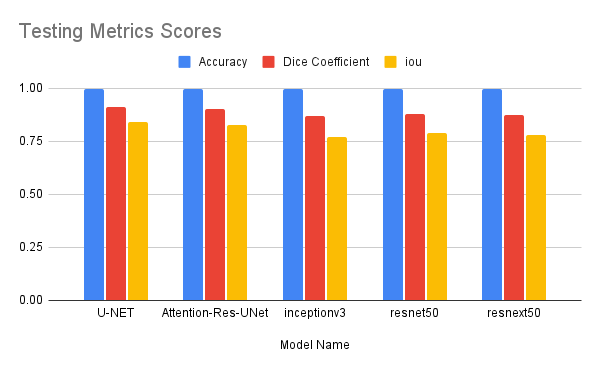 Testing Metrics Scores
Accuracy Dice Coefficient iou
1.00
0.75
0.50
0.25
0.00
U-NET Attention-Res-UNet inceptionv3 resnet50 resnext50
Model Name